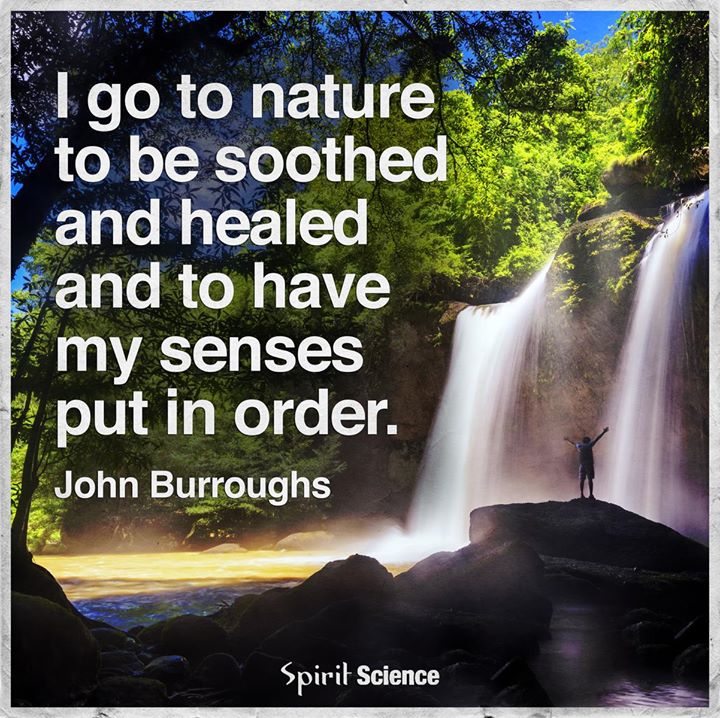 I go to nature
to be soothed
and healed
and to have
my senses
put in order.
John Burroughs
Spirit Science